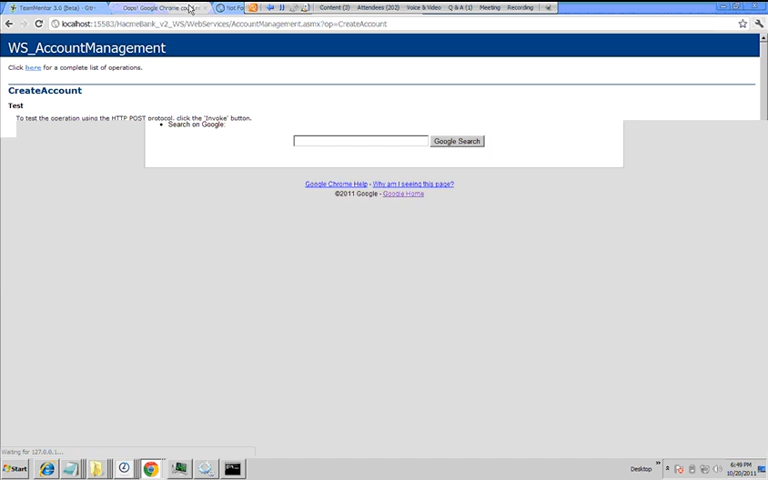 TeamMentor 3.0 (Beta) - Git
Oops! Google Chrome co
Not Fo
Content (3) Attendees (202) Voice & Video Q & A (1) Meeting Recording
localhost:15583/HacmeBank_v2_WS/WebServices/AccountManagement.asmx?op=CreateAccount
WS_AccountManagement
Click here for a complete list of operations.
CreateAccount
Test
To test the operation using the HTTP POST protocol, click the 'Invoke' button.
Search on Google:
Google Search
Google Chrome Help - Why am I seeing this page?
©2011 Google - Google Home
Waiting for 127.0.0.1...
Start
Desktop
6:49 PM
10/20/2011